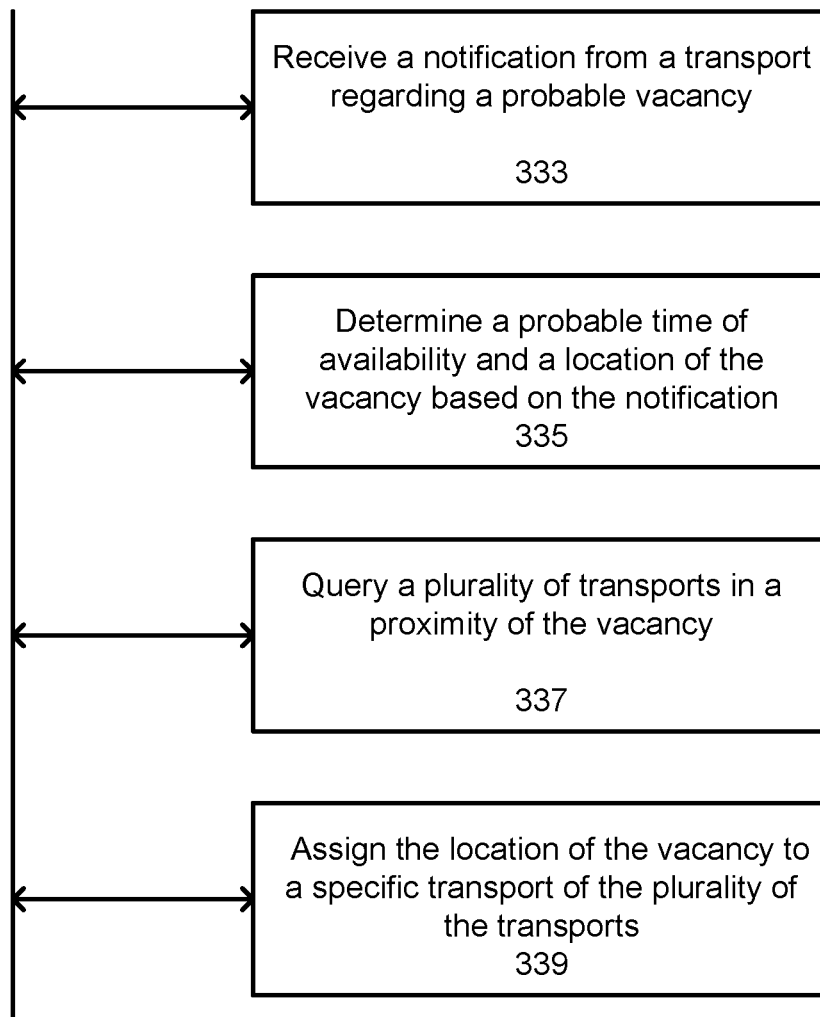 Receive a notification from a transport
regarding a probable vacancy
333
Determine a probable time of
availability and a location of the
vacancy based on the notification
335
Query a plurality of transports in a
proximity of the vacancy
337
Assign the location of the vacancy to
a specific transport of the plurality of
the transports
339